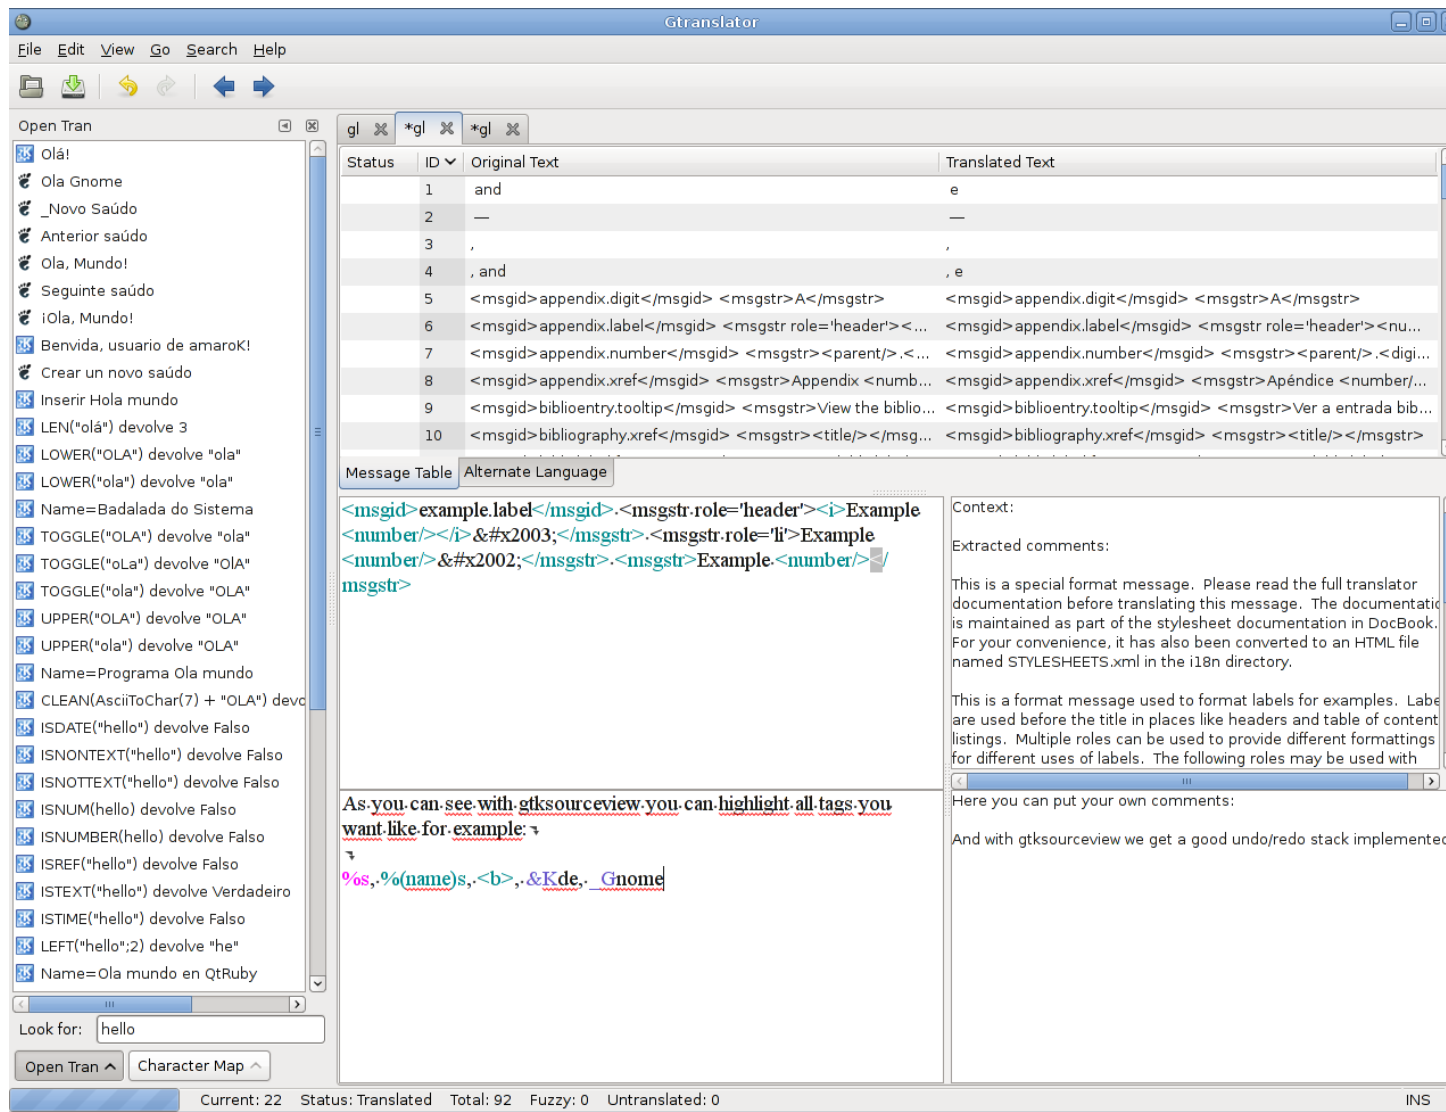 Gtranslator
File Edit View Go Search Help
Open Tran
Olá!
Ola Gnome
_Novo Saúdo
Anterior saúdo
Ola, Mundo!
Seguinte saúdo
¡Ola, Mundo!
Benvida, usuario de amaroK!
Crear un novo saúdo
Inserir Hola mundo
LEN("olá") devolve 3
LOWER("OLA") devolve "ola"
LOWER("ola") devolve "ola"
Name=Badalada do Sistema
TOGGLE("OLA") devolve "ola"
TOGGLE("oLa") devolve "OlA"
TOGGLE("ola") devolve "OLA"
UPPER("OLA") devolve "OLA"
UPPER("ola") devolve "OLA"
Name=Programa Ola mundo
CLEAN(AsciiToChar(7) + "OLA") devo
ISDATE("hello") devolve Falso
ISNONTEXT("hello") devolve Falso
ISNOTTEXT("hello") devolve Falso
ISNUM(hello) devolve Falso
ISNUMBER(hello) devolve Falso
ISREF("hello") devolve Falso
ISTEXT("hello") devolve Verdadeiro
ISTIME("hello") devolve Falso
LEFT("hello";2) devolve "he"
Name=Ola mundo en QtRuby
Look for: hello
Open Tran Character Map
gl *gl *gl
Status ID Original Text Translated Text
1 and e
2 — —
3 , ,
4 , and , e
5 <msgid>appendix.digit</msgid> <msgstr>A</msgstr> <msgid>appendix.digit</msgid> <msgstr>A</msgstr>
6 <msgid>appendix.label</msgid> <msgstr role='header'><... <msgid>appendix.label</msgid> <msgstr role='header'><nu...
7 <msgid>appendix.number</msgid> <msgstr><parent/>.<... <msgid>appendix.number</msgid> <msgstr><parent/>.<digi...
8 <msgid>appendix.xref</msgid> <msgstr>Appendix <numb... <msgid>appendix.xref</msgid> <msgstr>Apéndice <number/...
9 <msgid>biblioentry.tooltip</msgid> <msgstr>View the biblio... <msgid>biblioentry.tooltip</msgid> <msgstr>Ver a entrada bib...
10 <msgid>bibliography.xref</msgid> <msgstr><title/></msg... <msgid>bibliography.xref</msgid> <msgstr><title/></msgstr>
Message Table Alternate Language
<msgid>example.label</msgid>·<msgstr·role='header'><i>Example
<number/></i>&#x2003;</msgstr>·<msgstr·role='li'>Example
<number/>&#x2002;</msgstr>·<msgstr>Example·<number/></
msgstr>
As·you·can·see·with·gtksourceview·you·can·highlight·all·tags·you
want·like·for·example:
%s,·%(name)s,·<b>,·&Kde,·_Gnome
Context:
Extracted comments:
This is a special format message. Please read the full translator
documentation before translating this message. The documentatio
is maintained as part of the stylesheet documentation in DocBook.
For your convenience, it has also been converted to an HTML file
named STYLESHEETS.xml in the i18n directory.
This is a format message used to format labels for examples. Labe
are used before the title in places like headers and table of content
listings. Multiple roles can be used to provide different formattings
for different uses of labels. The following roles may be used with
Here you can put your own comments:
And with gtksourceview we get a good undo/redo stack implemented
Current: 22 Status: Translated Total: 92 Fuzzy: 0 Untranslated: 0 INS